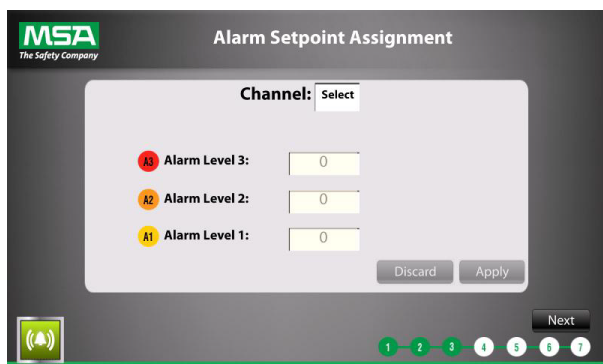 MSA
The Safety Company
Alarm Setpoint Assignment
Channel: Select
A3 Alarm Level 3: 0
A2 Alarm Level 2: 0
A1 Alarm Level 1: 0
Discard Apply
Next
1 2 3 4 5 6 7